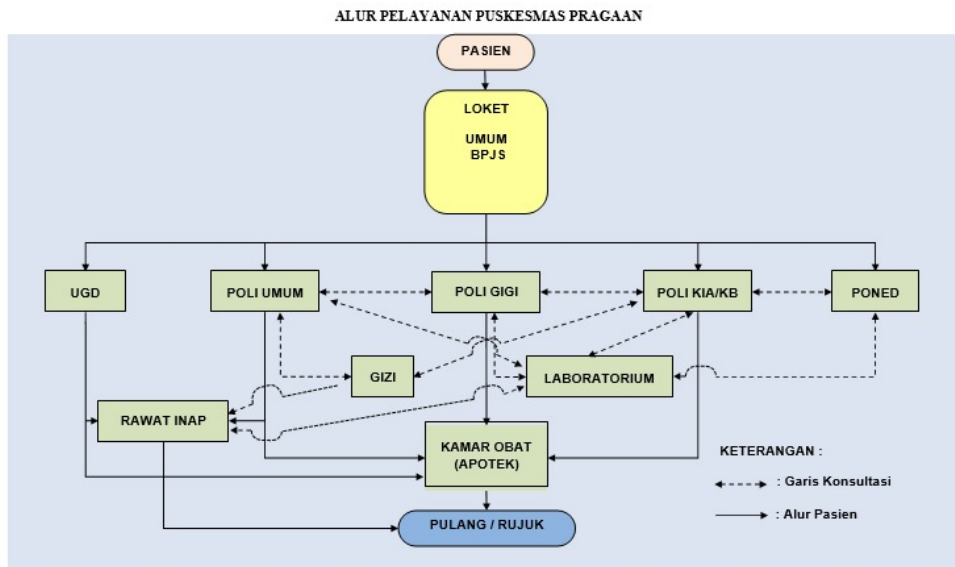 ALUR PELAYANAN PUSKESMAS PRAGAAN
PASIEN
LOKET
UMUM
BPJS
UGD
POLI UMUM
POLI GIGI
POLI KIA/KB
PONED
GIZI
LABORATORIUM
RAWAT INAP
KAMAR OBAT
(APOTEK)
KETERANGAN :
: Garis Konsultasi
: Alur Pasien
PULANG / RUJUK